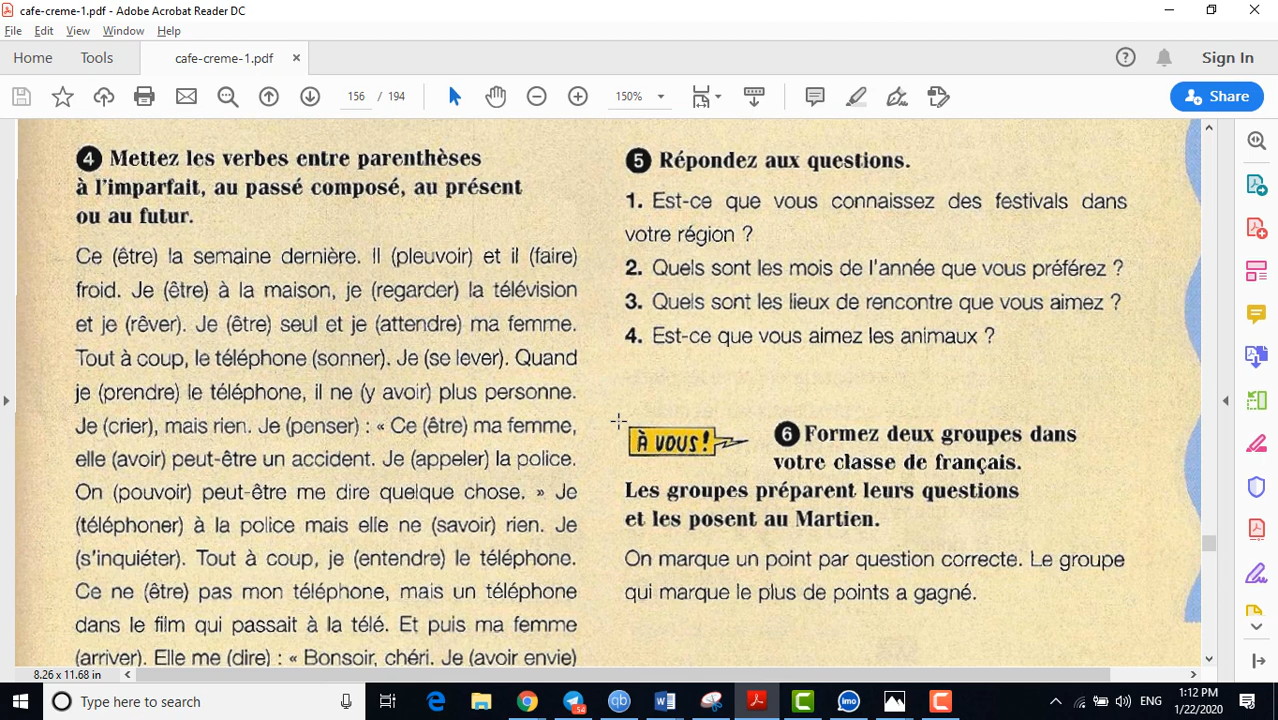 cafe-creme-1.pdf - Adobe Acrobat Reader DC
File Edit View Window Help
Home Tools cafe-creme-1.pdf × ? Sign In
156 / 194 150% Share
4 Mettez les verbes entre parenthèses
à l'imparfait, au passé composé, au présent
ou au futur.
Ce (être) la semaine dernière. Il (pleuvoir) et il (faire)
froid. Je (être) à la maison, je (regarder) la télévision
et je (rêver). Je (être) seul et je (attendre) ma femme.
Tout à coup, le téléphone (sonner). Je (se lever). Quand
je (prendre) le téléphone, il ne (y avoir) plus personne.
Je (crier), mais rien. Je (penser) : « Ce (être) ma femme,
elle (avoir) peut-être un accident. Je (appeler) la police.
On (pouvoir) peut-être me dire quelque chose. » Je
(téléphoner) à la police mais elle ne (savoir) rien. Je
(s'inquiéter). Tout à coup, je (entendre) le téléphone.
Ce ne (être) pas mon téléphone, mais un téléphone
dans le film qui passait à la télé. Et puis ma femme
(arriver). Elle me (dire) : « Bonsoir, chéri. Je (avoir envie)
5 Répondez aux questions.
1. Est-ce que vous connaissez des festivals dans
votre région ?
2. Quels sont les mois de l'année que vous préférez ?
3. Quels sont les lieux de rencontre que vous aimez ?
4. Est-ce que vous aimez les animaux ?
À VOUS! 6 Formez deux groupes dans
votre classe de français.
Les groupes préparent leurs questions
et les posent au Martien.
On marque un point par question correcte. Le groupe
qui marque le plus de points a gagné.
8.26 x 11.68 in
Type here to search
54
qb
W
imo
ENG
1:12 PM
1/22/2020